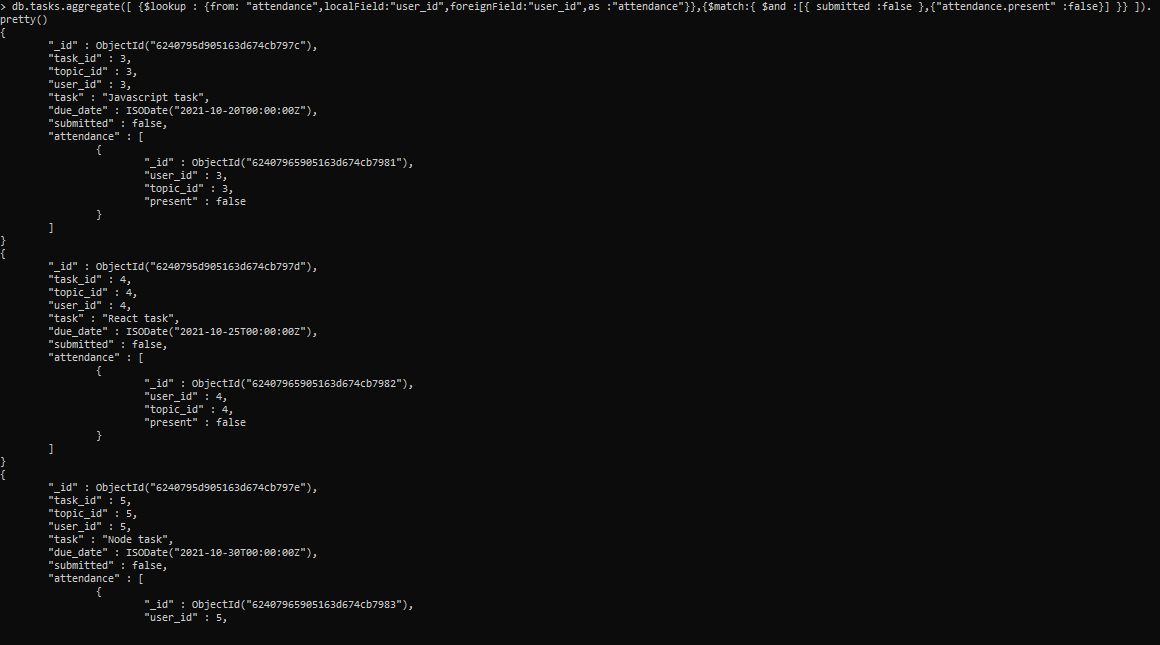 > db.tasks.aggregate([ {$lookup : {from: "attendance",localField:"user_id",foreignField:"user_id",as :"attendance"}},{$match:{ $and :[{ submitted :false },{"attendance.present" :false}] }} ]).
pretty()
{
        "_id" : ObjectId("6240795d905163d674cb797c"),
        "task_id" : 3,
        "topic_id" : 3,
        "user_id" : 3,
        "task" : "Javascript task",
        "due_date" : ISODate("2021-10-20T00:00:00Z"),
        "submitted" : false,
        "attendance" : [
                {
                        "_id" : ObjectId("62407965905163d674cb7981"),
                        "user_id" : 3,
                        "topic_id" : 3,
                        "present" : false
                }
        ]
}
{
        "_id" : ObjectId("6240795d905163d674cb797d"),
        "task_id" : 4,
        "topic_id" : 4,
        "user_id" : 4,
        "task" : "React task",
        "due_date" : ISODate("2021-10-25T00:00:00Z"),
        "submitted" : false,
        "attendance" : [
                {
                        "_id" : ObjectId("62407965905163d674cb7982"),
                        "user_id" : 4,
                        "topic_id" : 4,
                        "present" : false
                }
        ]
}
{
        "_id" : ObjectId("6240795d905163d674cb797e"),
        "task_id" : 5,
        "topic_id" : 5,
        "user_id" : 5,
        "task" : "Node task",
        "due_date" : ISODate("2021-10-30T00:00:00Z"),
        "submitted" : false,
        "attendance" : [
                {
                        "_id" : ObjectId("62407965905163d674cb7983"),
                        "user_id" : 5,